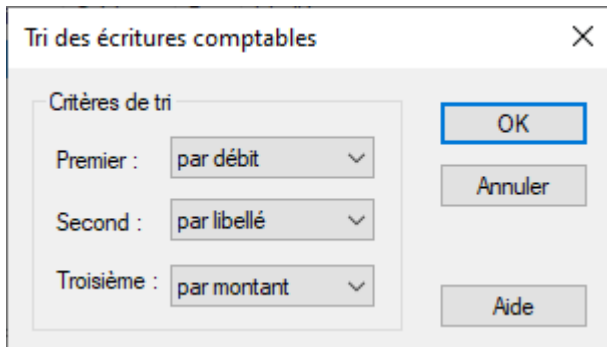 Tri des écritures comptables
Critères de tri
Premier : par débit
Second : par libellé
Troisième : par montant
OK
Annuler
Aide